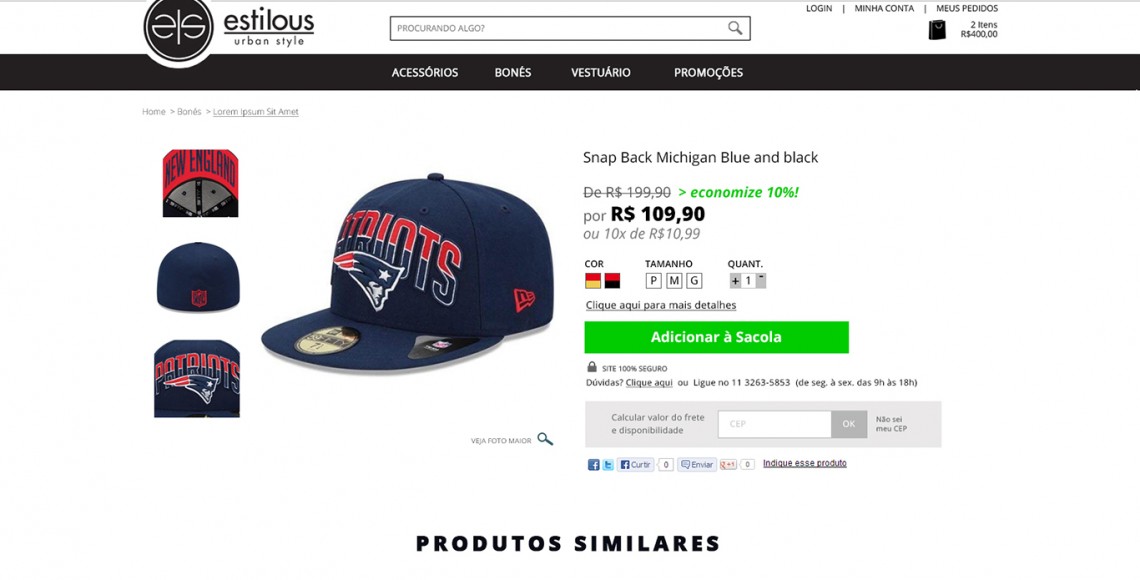 LOGIN | MINHA CONTA | MEUS PEDIDOS
estilous
urban style
PROCURANDO ALGO?
2 Itens
R$400,00
ACESSÓRIOS BONÉS VESTUÁRIO PROMOÇÕES
Home > Bonés > Lorem Ipsum Sit Amet
NEW ENGLAND
PATRIOTS
NFL
PATRIOTS
Snap Back Michigan Blue and black
De R$ 199,90 > economize 10%!
por R$ 109,90
ou 10x de R$10,99
COR TAMANHO QUANT.
P M G + 1 -
Clique aqui para mais detalhes
Adicionar à Sacola
SITE 100% SEGURO
Dúvidas? Clique aqui ou Ligue no 11 3263-5853 (de seg. à sex. das 9h às 18h)
Calcular valor do frete
e disponibilidade
CEP OK
Não sei
meu CEP
VEJA FOTO MAIOR
Curtir 0 Enviar +1 0 Indique esse produto
PRODUTOS SIMILARES